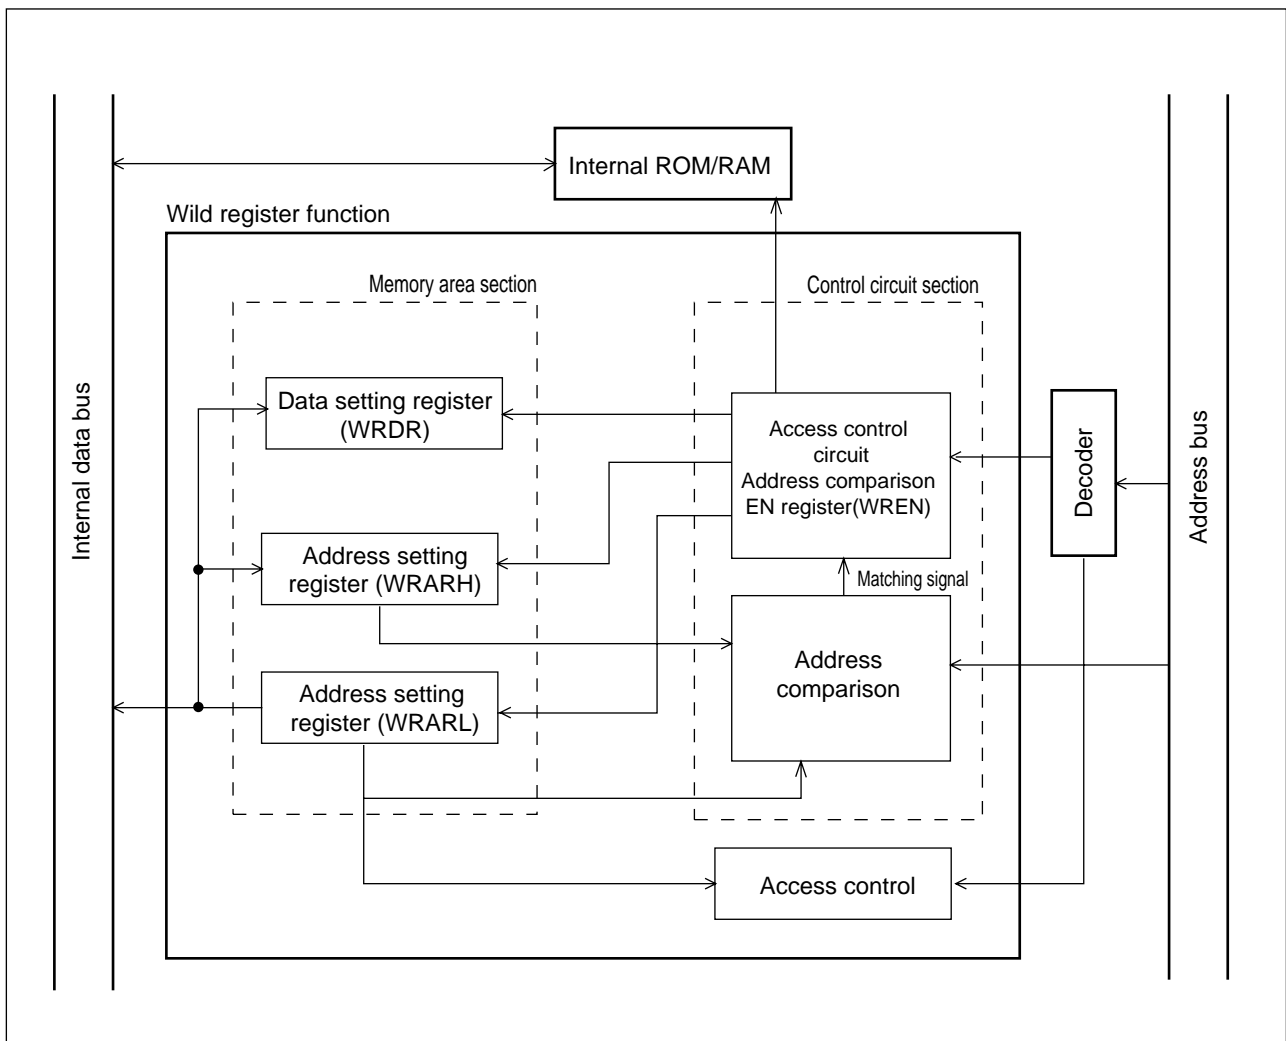 Internal ROM/RAM
Wild register function
Memory area section
Control circuit section
Internal data bus
Data setting register
(WRDR)
Access control
circuit
Address comparison
EN register(WREN)
Decoder
Address bus
Address setting
register (WRARH)
Matching signal
Address
comparison
Address setting
register (WRARL)
Access control